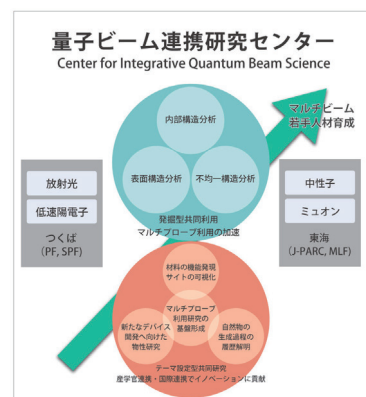 量子ビーム連携研究センター
Center for Integrative Quantum Beam Science
マルチビーム
若手人材育成
内部構造分析
表面構造分析
不均一構造分析
発掘型共同利用
マルチプローブ利用の加速
放射光
低速陽電子
つくば
(PF, SPF)
中性子
ミュオン
東海
(J-PARC, MLF)
材料の機能発現
サイトの可視化
マルチプローブ
利用研究の
基盤形成
新たなデバイス
開発へ向けた
物性研究
自然物の
生成過程の
履歴解明
テーマ設定型共同研究
産学官連携・国際連携でイノベーションに貢献